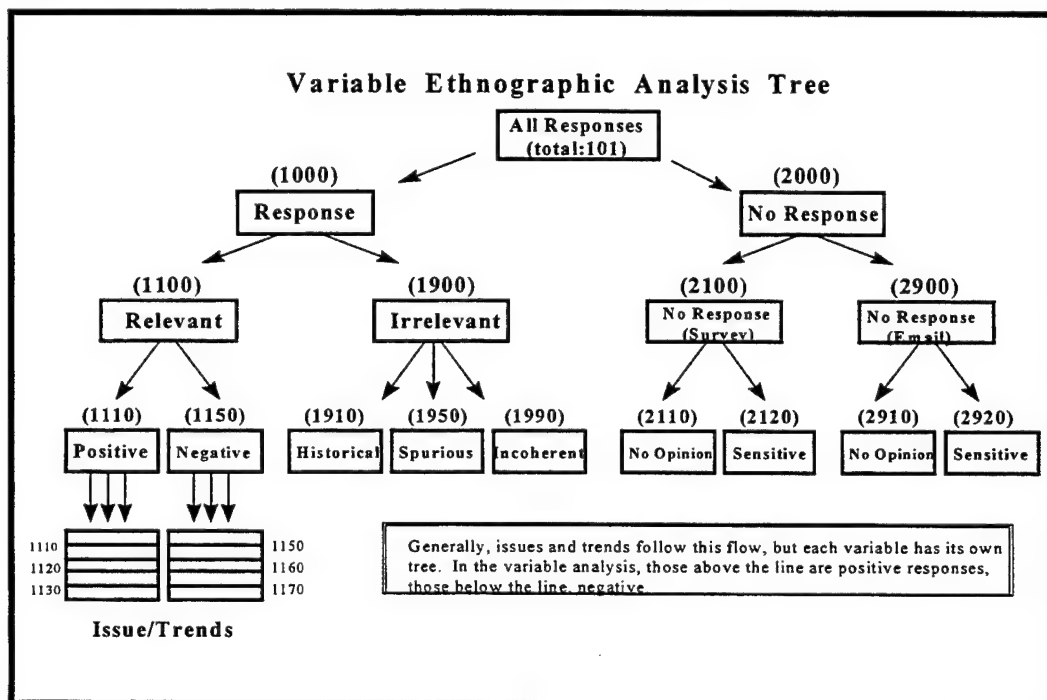 Variable Ethnographic Analysis Tree
All Responses
(total:101)
(1000)
(2000)
Response
No Response
(1100)
(1900)
(2100)
(2900)
Relevant
Irrelevant
No Response
(Survey)
No Response
(Email)
(1110)
(1150)
(1910)
(1950)
(1990)
(2110)
(2120)
(2910)
(2920)
Positive
Negative
Historical
Spurious
Incoherent
No Opinion
Sensitive
No Opinion
Sensitive
1110
1120
1130
1150
1160
1170
Issue/Trends
Generally, issues and trends follow this flow, but each variable has its own
tree. In the variable analysis, those above the line are positive responses,
those below the line, negative.